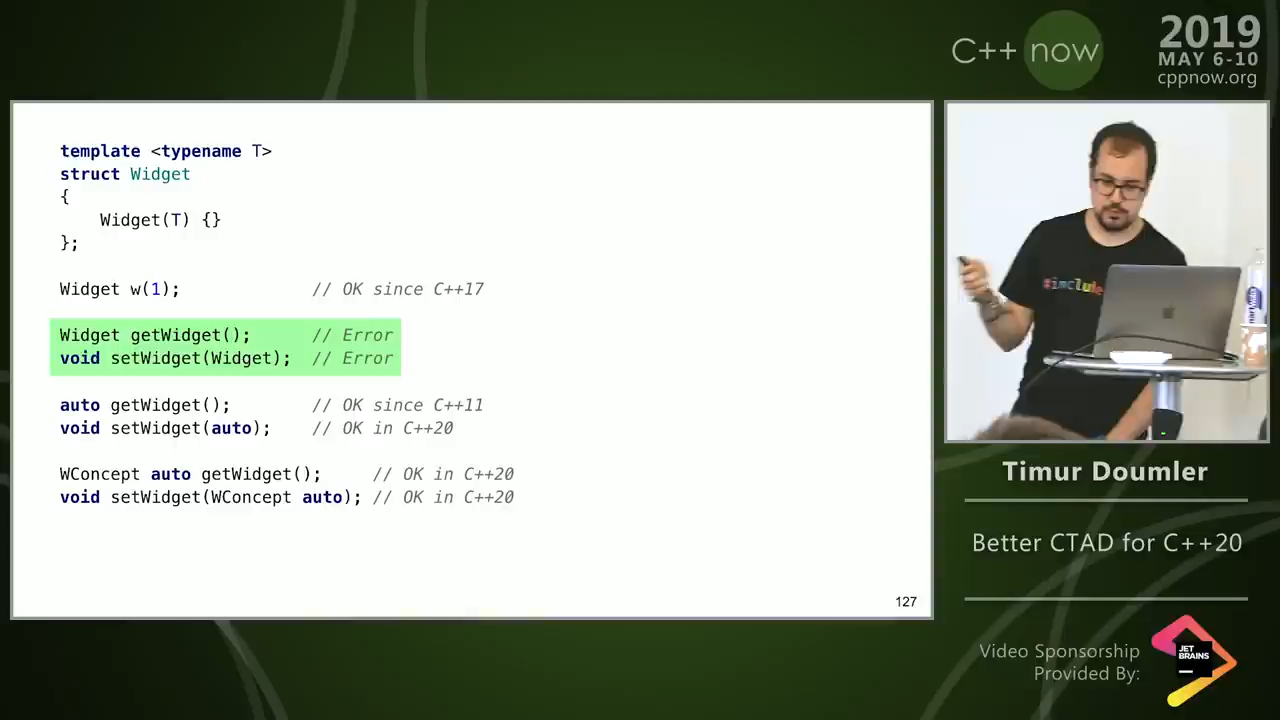 C++ now
2019
MAY 6-10
cppnow.org
template <typename T>
struct Widget
{
    Widget(T) {}
};
Widget w(1);             // OK since C++17
Widget getWidget();      // Error
void setWidget(Widget);  // Error
auto getWidget();        // OK since C++11
void setWidget(auto);    // OK in C++20
WConcept auto getWidget();     // OK in C++20
void setWidget(WConcept auto); // OK in C++20
127
#include
Timur Doumler
Better CTAD for C++20
Video Sponsorship
Provided By:
JET
BRAINS